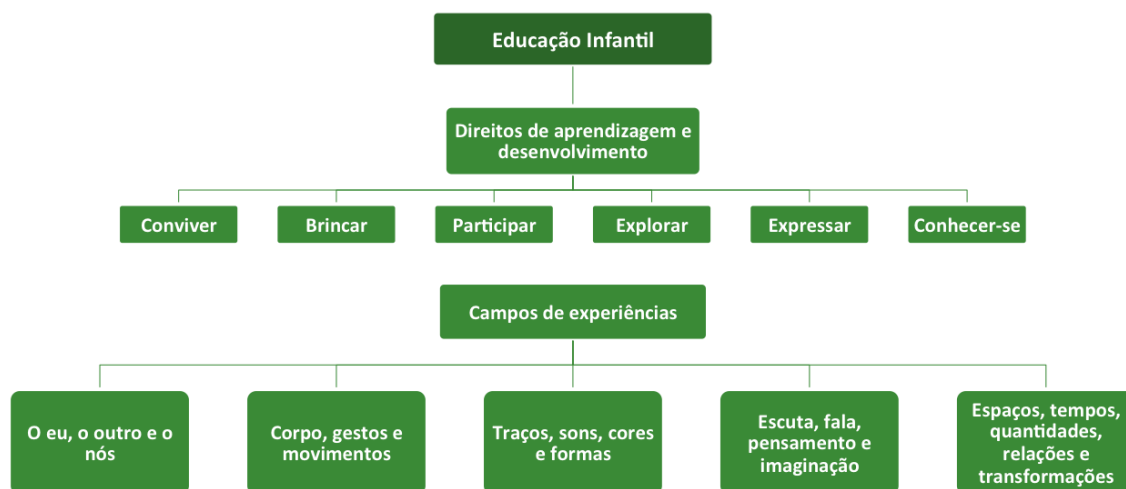 Educação Infantil
Direitos de aprendizagem e
desenvolvimento
Conviver
Brincar
Participar
Explorar
Expressar
Conhecer-se
Campos de experiências
O eu, o outro e o
nós
Corpo, gestos e
movimentos
Traços, sons, cores
e formas
Escuta, fala,
pensamento e
imaginação
Espaços, tempos,
quantidades,
relações e
transformações